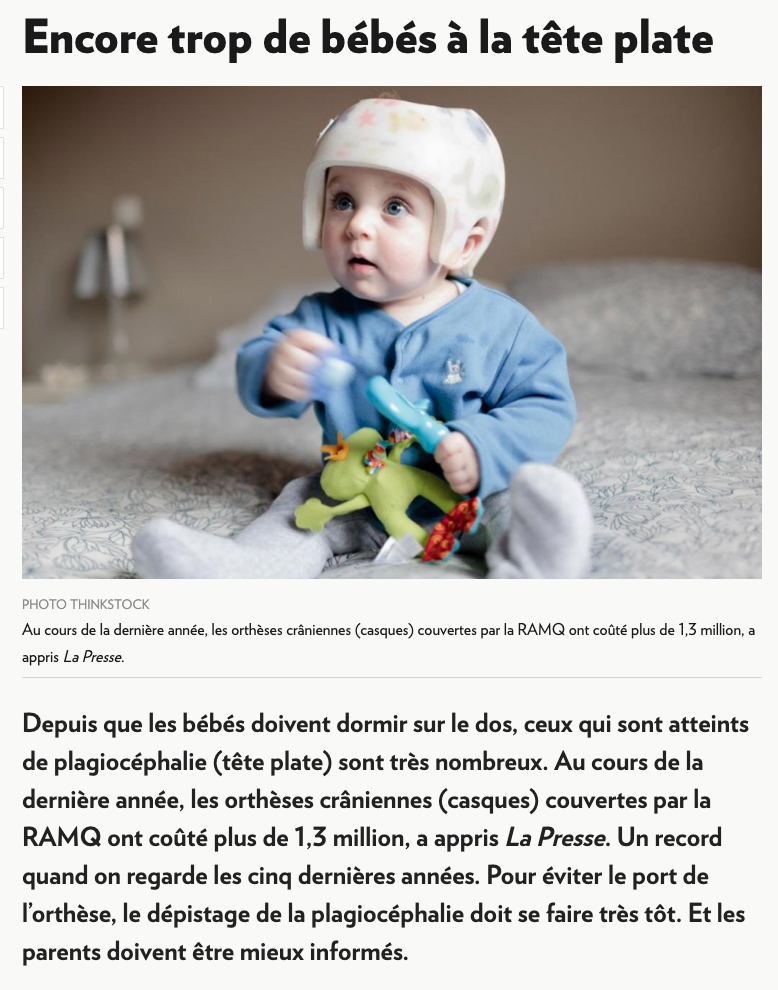 Encore trop de bébés à la tête plate
PHOTO THINKSTOCK
Au cours de la dernière année, les orthèses crâniennes (casques) couvertes par la RAMQ ont coûté plus de 1,3 million, a
appris La Presse.
Depuis que les bébés doivent dormir sur le dos, ceux qui sont atteints
de plagiocéphalie (tête plate) sont très nombreux. Au cours de la
dernière année, les orthèses crâniennes (casques) couvertes par la
RAMQ ont coûté plus de 1,3 million, a appris La Presse. Un record
quand on regarde les cinq dernières années. Pour éviter le port de
l’orthèse, le dépistage de la plagiocéphalie doit se faire très tôt. Et les
parents doivent être mieux informés.